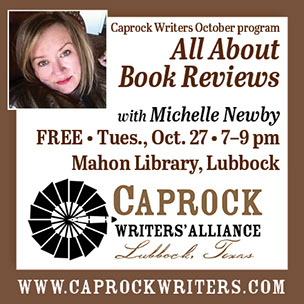 Caprock Writers October program
All About
Book Reviews
with Michelle Newby
FREE • Tues., Oct. 27 • 7–9 pm
Mahon Library, Lubbock
CAPROCK
WRITERS' ALLIANCE
Lubbock, Texas
WWW.CAPROCKWRITERS.COM